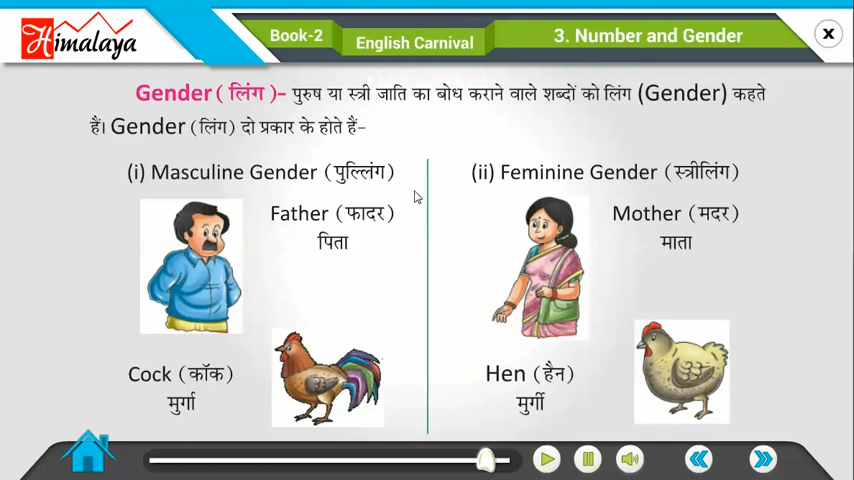 Himalaya
Book-2
English Carnival
3. Number and Gender
X
Gender ( लिंग )- पुरुष या स्त्री जाति का बोध कराने वाले शब्दों को लिंग (Gender) कहते
हैं। Gender (लिंग) दो प्रकार के होते हैं-
(i) Masculine Gender (पुल्लिंग)
(ii) Feminine Gender (स्त्रीलिंग)
Father (फादर)
पिता
Mother (मदर)
माता
Cock (कॉक)
मुर्गा
Hen (हैन)
मुर्गी